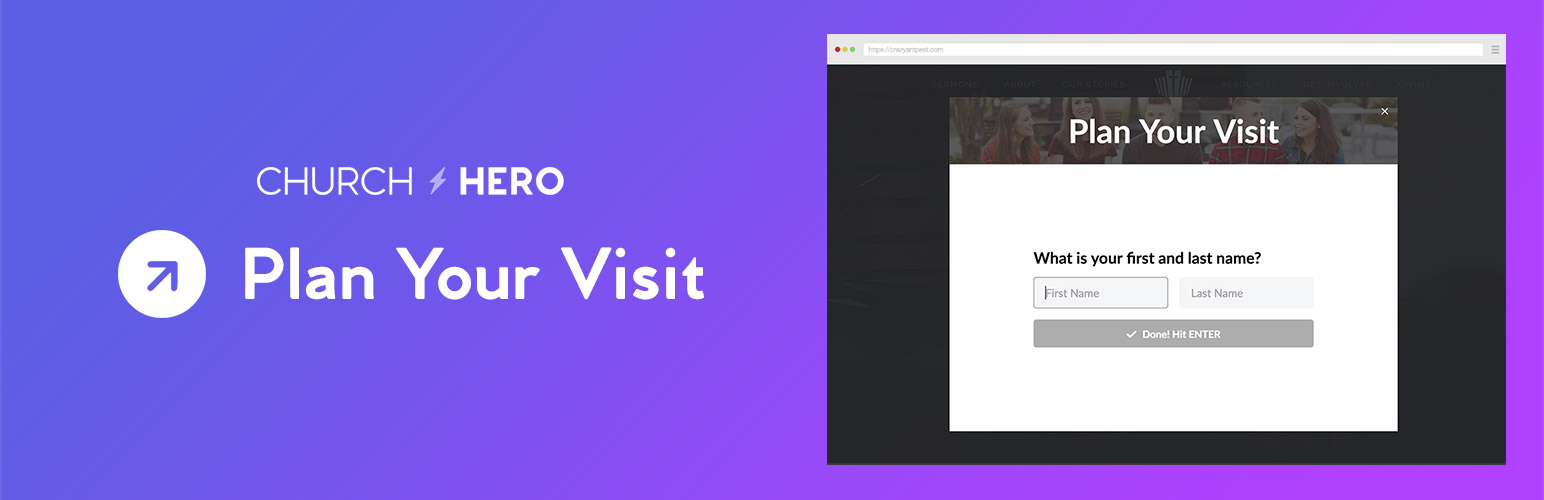 CHURCH HERO
Plan Your Visit
https://crazyantpest.com
SERMONS ABOUT OUR STORIES RESOURCES GET INVOLVED GIVING
Plan Your Visit
What is your first and last name?
First Name Last Name
Done! Hit ENTER